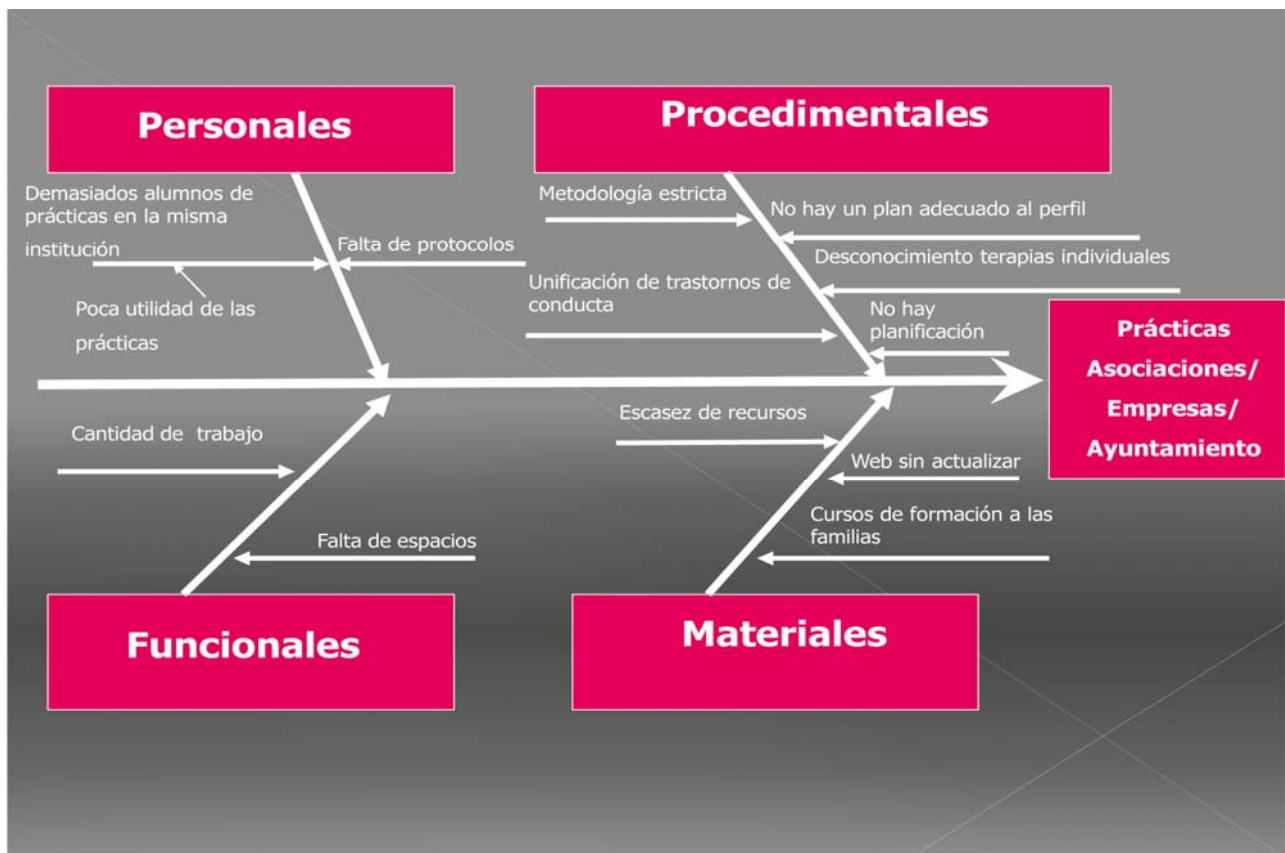 Personales
Procedimentales
Demasiados alumnos de
prácticas en la misma
institución
Falta de protocolos
Poca utilidad de las
prácticas
Metodología estricta
No hay un plan adecuado al perfil
Desconocimiento terapias individuales
Unificación de trastornos de
conducta
No hay
planificación
Prácticas
Asociaciones/
Empresas/
Ayuntamiento
Cantidad de trabajo
Falta de espacios
Escasez de recursos
Web sin actualizar
Cursos de formación a las
familias
Funcionales
Materiales